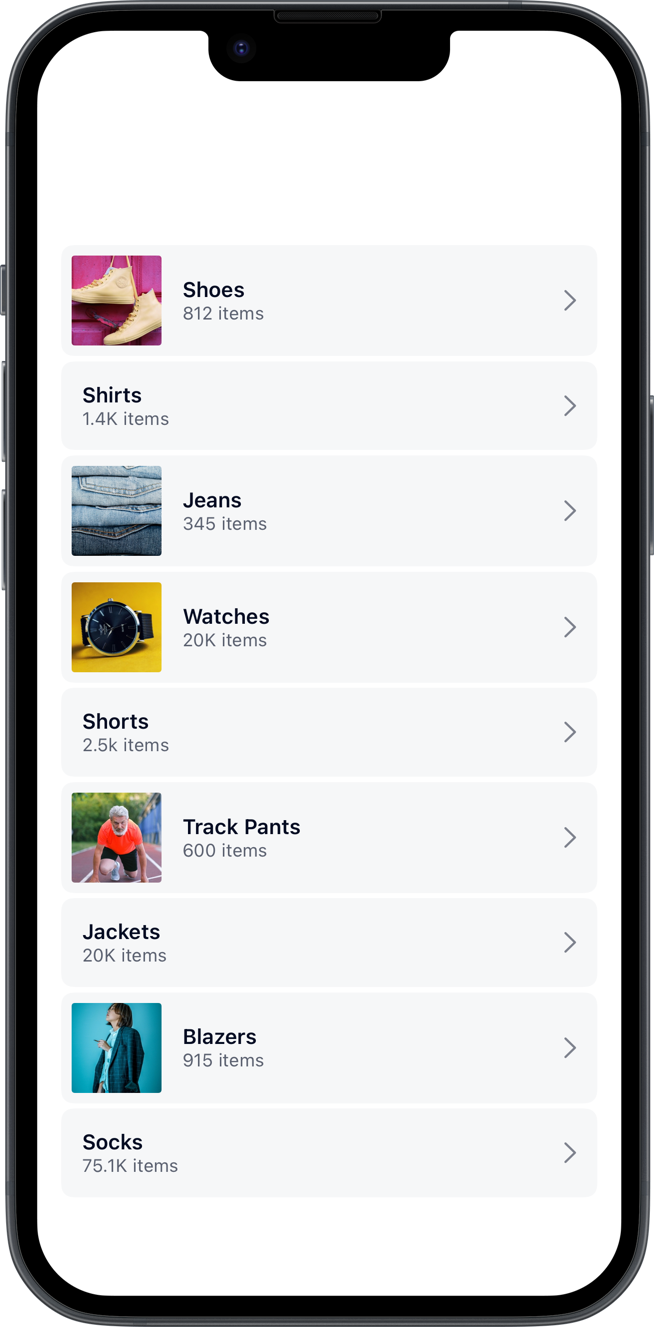 Shoes
812 items
Shirts
1.4K items
Jeans
345 items
Watches
20K items
Shorts
2.5k items
Track Pants
600 items
Jackets
20K items
Blazers
915 items
Socks
75.1K items